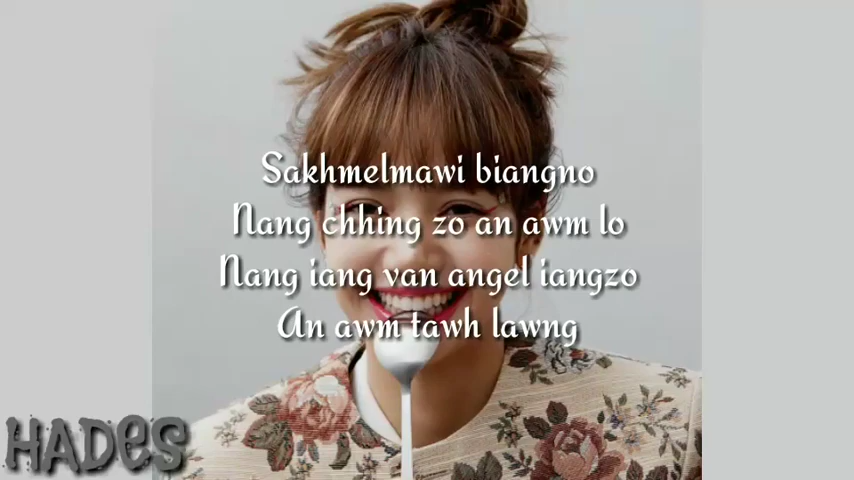 Sakhmelmawi biangno
Nang chhing zo an awm lo
Nang iang van angel iangzo
An awm tawh lawng
HADES